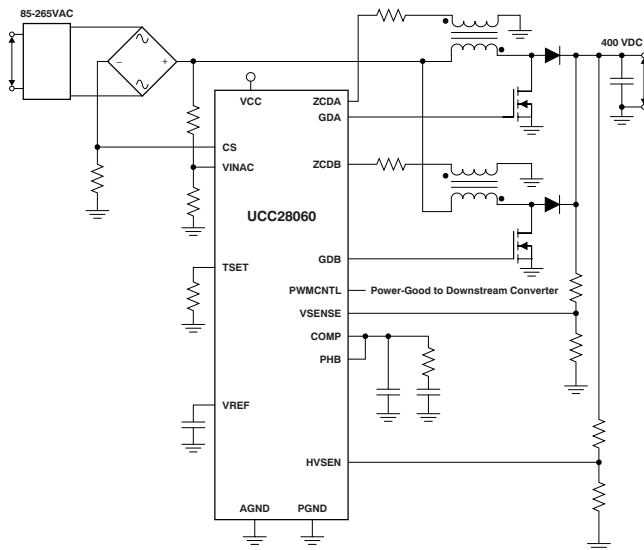 85-265VAC
400 VDC
−
+
VCC
ZCDA
GDA
CS
VINAC
ZCDB
UCC28060
TSET
GDB
PWMCNTL
Power-Good to Downstream Converter
VSENSE
COMP
PHB
VREF
HVSEN
AGND
PGND